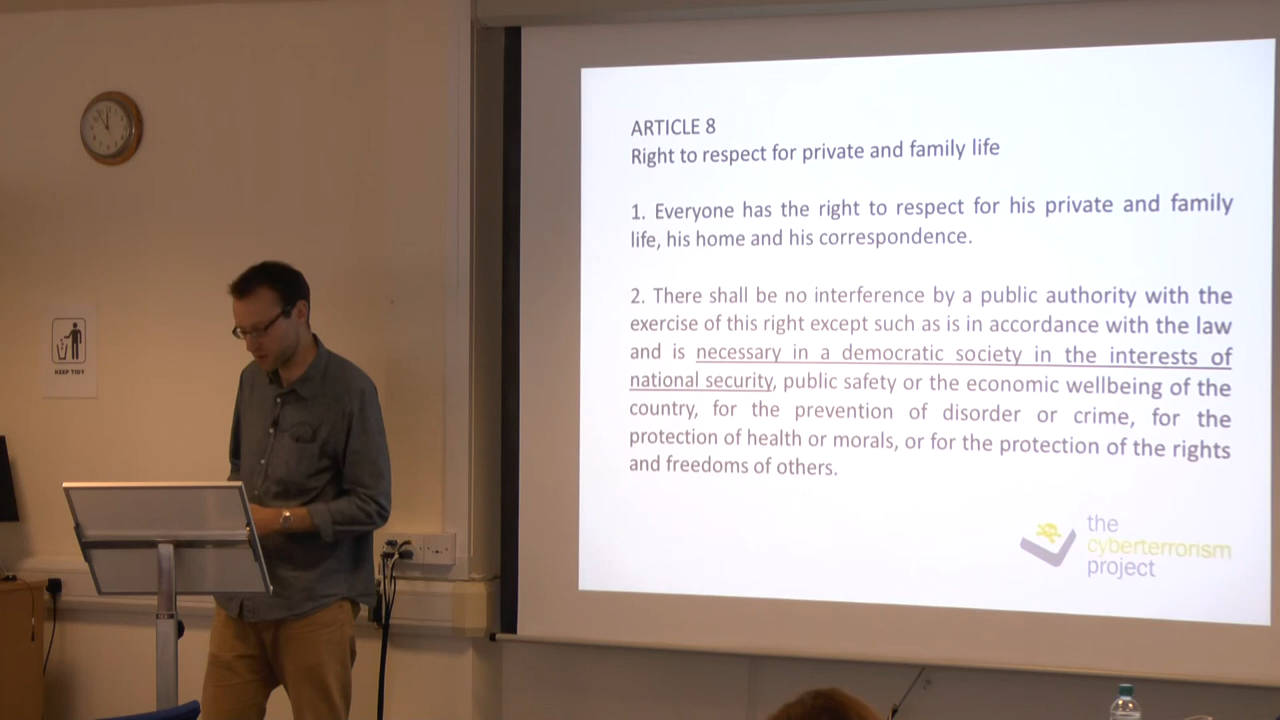 KEEP TIDY
ARTICLE 8
Right to respect for private and family life
1. Everyone has the right to respect for his private and family
life, his home and his correspondence.
2. There shall be no interference by a public authority with the
exercise of this right except such as is in accordance with the law
and is necessary in a democratic society in the interests of
national security, public safety or the economic wellbeing of the
country, for the prevention of disorder or crime, for the
protection of health or morals, or for the protection of the rights
and freedoms of others.
the
cyberterrorism
project